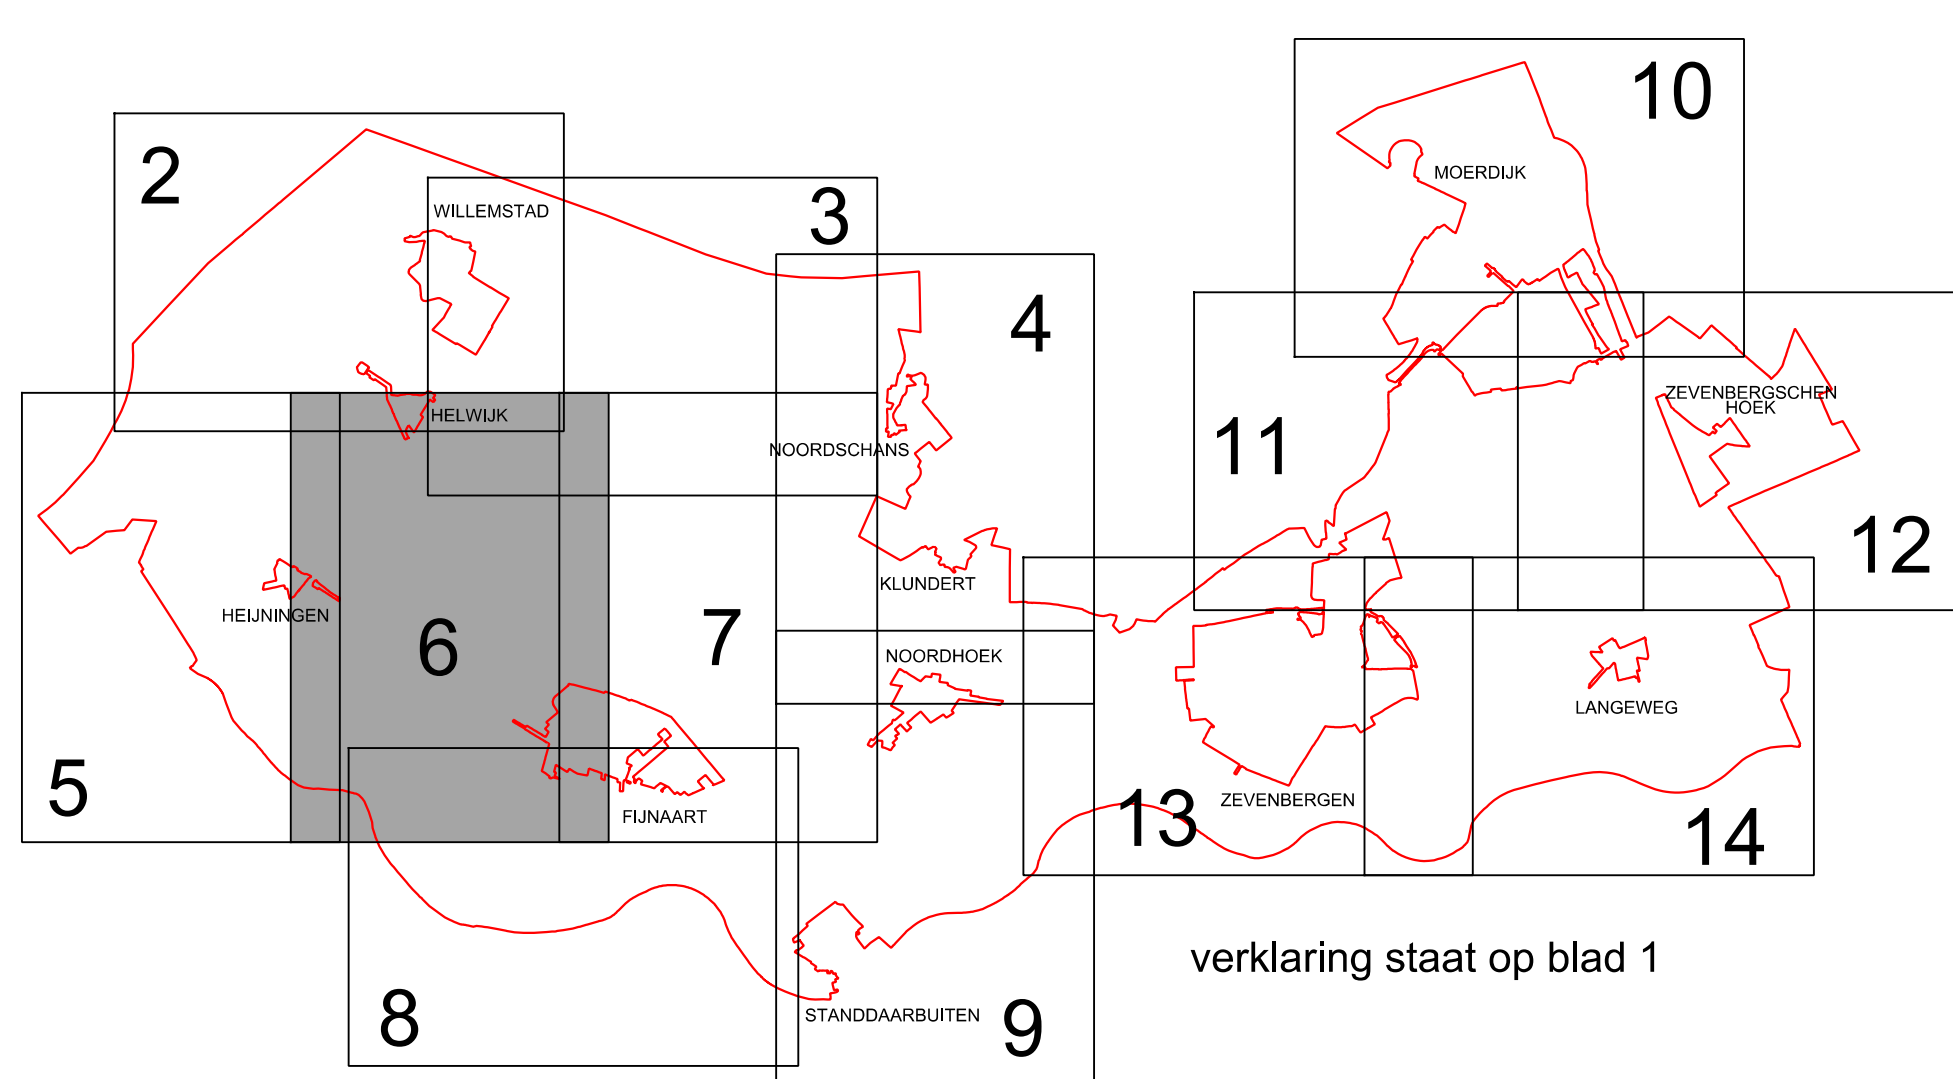 10
2
MOERDIJK
WILLEMSTAD
3
4
ZEVENBERGSCHEN
HOEK
HELWIJK
11
NOORDSCHANS
12
KLUNDERT
HEIJNINGEN
6
7
NOORDHOEK
LANGEWEG
5
ZEVENBERGEN
FIJNAART
13
14
verklaring staat op blad 1
8
STANDDAARBUITEN
9